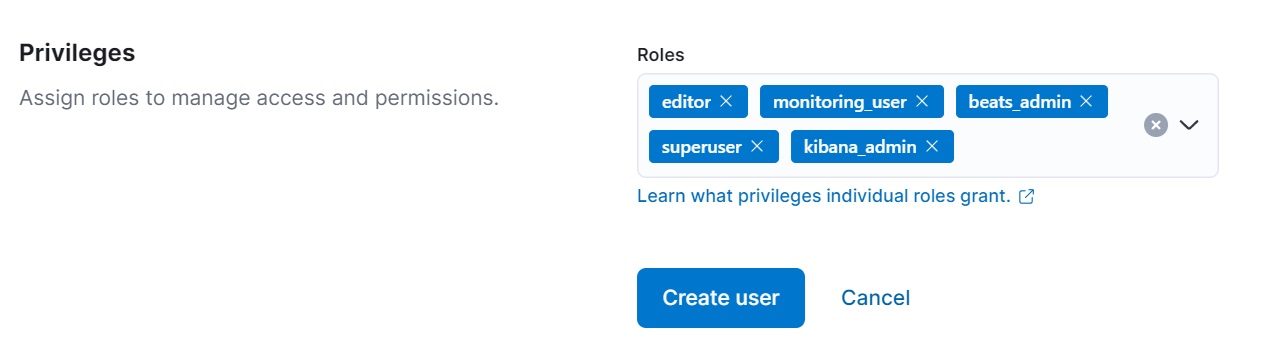 Privileges
Assign roles to manage access and permissions.
Roles
editor
monitoring_user
beats_admin
superuser
kibana_admin
Learn what privileges individual roles grant.
Create user
Cancel